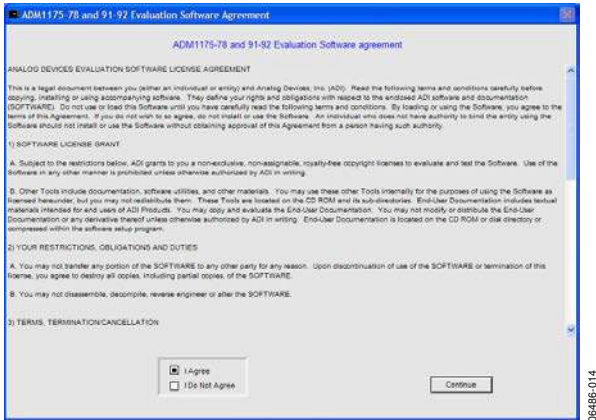 ADM1175-78 and 91-92 Evaluation Software Agreement
ADM1175-78 and 91-92 Evaluation Software agreement
ANALOG DEVICES EVALUATION SOFTWARE LICENSE AGREEMENT
This is a legal document between you (either an individual or entity) and Analog Devices, Inc. (ADI). Read the following terms and conditions carefully before
copying, installing or using accompanying software. They define your rights and obligations with respect to the enclosed ADI software and documentation
(SOFTWARE). Do not use or load this Software until you have carefully read the following terms and conditions. By loading or using the Software, you agree to the
terms of this Agreement. If you do not wish to so agree, do not install or use the Software. An individual who does not have authority to bind the entity using the
Software should not install or use the Software without obtaining approval of this Agreement from a person having such authority.
1) SOFTWARE LICENSE GRANT
A. Subject to the restrictions below, ADI grants to you a non-exclusive, non-assignable, royalty-free copyright licenses to evaluate and test the Software. Use of the
Software in any other manner is prohibited unless otherwise authorized by ADI in writing.
B. Other Tools include documentation, software utilities, and other materials. You may use these other Tools internally for the purposes of using the Software as
licensed hereunder, but you may not redistribute them. These Tools are located on the CD ROM and its sub-directories. End-User Documentation includes textual
materials intended for end users of ADI Products. You may copy and evaluate the End-User Documentation. You may not modify or distribute the End-User
Documentation or any derivative thereof unless otherwise authorized by ADI in writing. End-User Documentation is located on the CD ROM or disk directory or
compressed within the software setup program.
2) YOUR RESTRICTIONS, OBLIGATIONS AND DUTIES
A. You may not transfer any portion of the SOFTWARE to any other party for any reason. Upon discontinuation of use of the SOFTWARE or termination of this
license, you agree to destroy all copies, including partial copies, of the SOFTWARE.
B. You may not disassemble, decompile, reverse engineer or alter the SOFTWARE.
3) TERMS, TERMINATION/CANCELLATION
I Agree
I Do Not Agree
Continue
06486-014